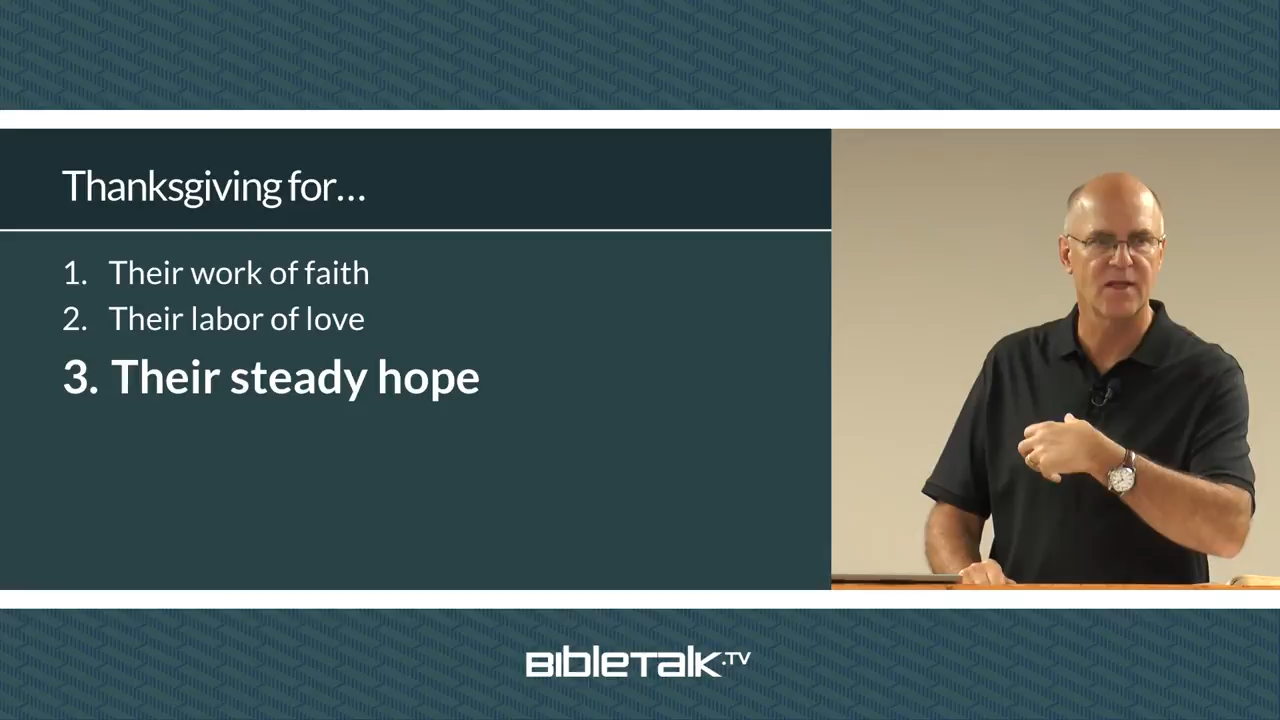 Thanksgiving for...
1. Their work of faith
2. Their labor of love
3. Their steady hope
BIBLETALK.TV